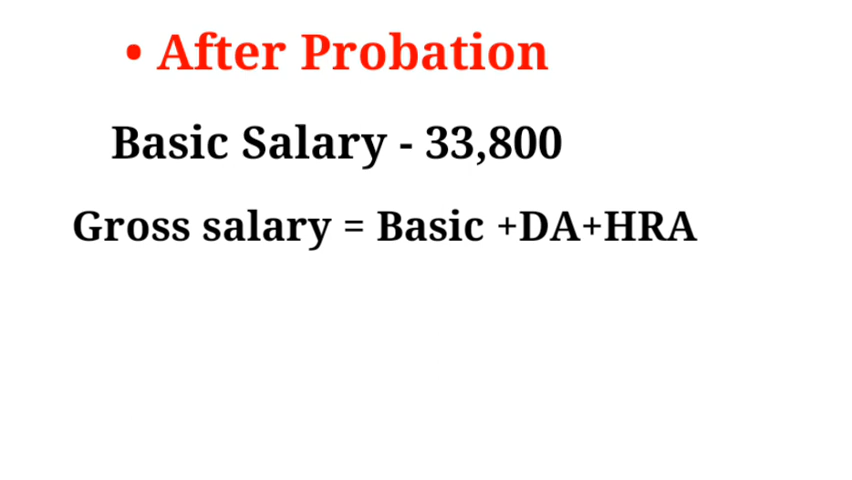 • After Probation
Basic Salary - 33,800
Gross salary = Basic +DA+HRA